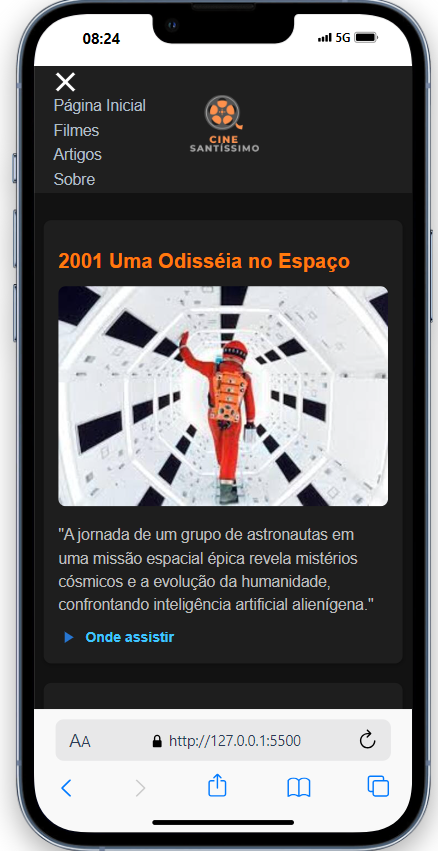 08:24
5G
Página Inicial
Filmes
Artigos
Sobre
CINE
SANTÍSSIMO
2001 Uma Odisséia no Espaço
"A jornada de um grupo de astronautas em
uma missão espacial épica revela mistérios
cósmicos e a evolução da humanidade,
confrontando inteligência artificial alienígena."
Onde assistir
AA
http://127.0.0.1:5500